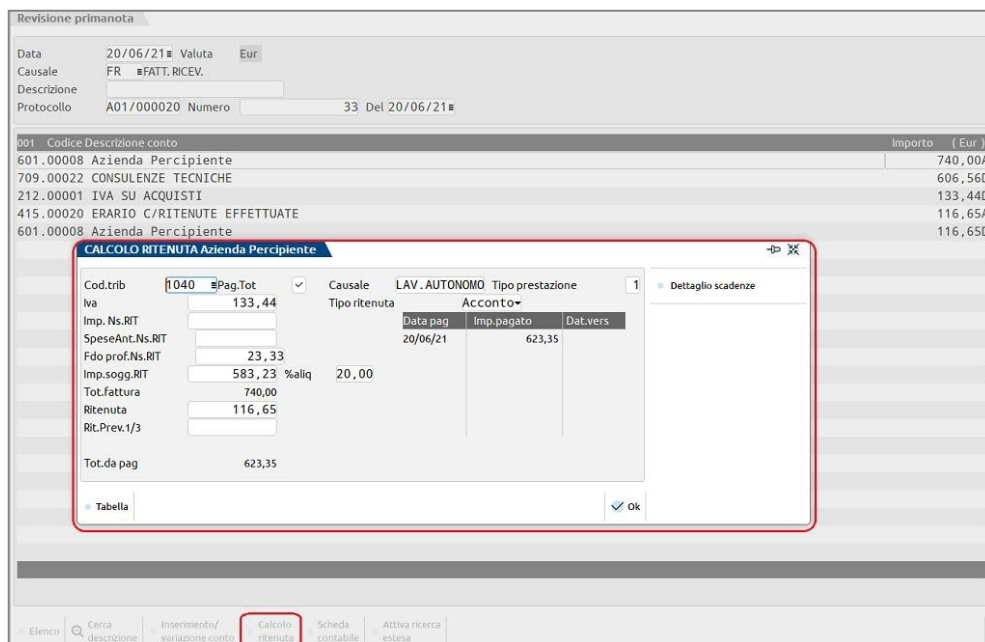 Revisione primanota
Data 20/06/21 Valuta Eur
Causale FR FATT. RICEV.
Descrizione
Protocollo A01/000020 Numero 33 Del 20/06/21
001 Codice Descrizione conto Importo ( Eur )
601.00008 Azienda Percipiente 740,00A
709.00022 CONSULENZE TECNICHE 606,56D
212.00001 IVA SU ACQUISTI 133,44D
415.00020 ERARIO C/RITENUTE EFFETTUATE 116,65A
601.00008 Azienda Percipiente 116,65D
CALCOLO RITENUTA Azienda Percipiente
Cod.trib 1040 Pag.Tot Causale LAV.AUTONOMO Tipo prestazione 1
Dettaglio scadenze
Iva 133,44 Tipo ritenuta Acconto
Imp. Ns.RIT Data pag Imp.pagato Dat.vers
SpeseAnt.Ns.RIT 20/06/21 623,35
Fdo prof.Ns.RIT 23,33
Imp.sogg.RIT 583,23 %aliq 20,00
Tot.fattura 740,00
Ritenuta 116,65
Rit.Prev.1/3
Tot.da pag 623,35
Tabella Ok
Elenco Cerca descrizione Inserimento/ variazione conto Calcolo ritenuta Scheda contabile Attiva ricerca estesa